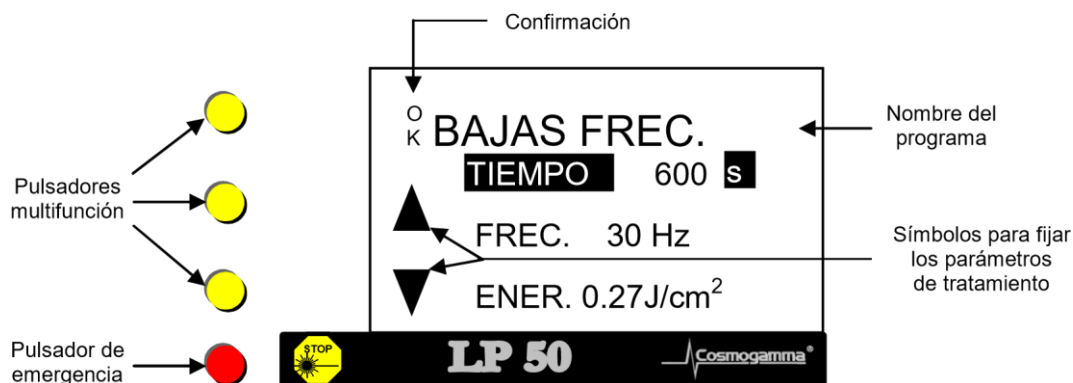 Confirmación
O
K
BAJAS FREC.
TIEMPO 600 s
FREC. 30 Hz
ENER. 0.27J/cm²
Nombre del
programa
Pulsadores
multifunción
Símbolos para fijar
los parámetros
de tratamiento
Pulsador de
emergencia
STOP
LP 50
Cosmogamma®